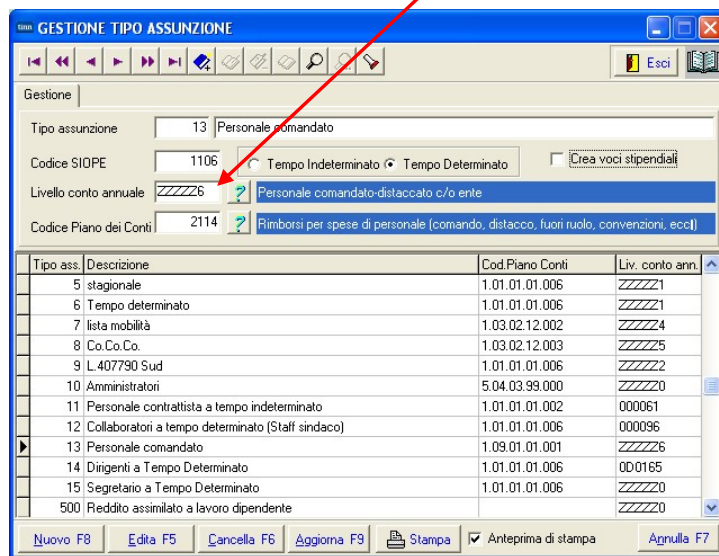 tinn GESTIONE TIPO ASSUNZIONE
Esci
Gestione
Tipo assunzione 13 Personale comandato
Codice SIOPE 1106 Tempo Indeterminato Tempo Determinato Crea voci stipendiali
Livello conto annuale ZZZZZ6 ? Personale comandato-distaccato c/o ente
Codice Piano dei Conti 2114 ? Rimborsi per spese di personale (comando, distacco, fuori ruolo, convenzioni, ecc))
Tipo ass. Descrizione Cod.Piano Conti Liv. conto ann.
5 stagionale 1.01.01.01.006 ZZZZZ1
6 Tempo determinato 1.01.01.01.006 ZZZZZ1
7 lista mobilità 1.03.02.12.002 ZZZZZ4
8 Co.Co.Co. 1.03.02.12.003 ZZZZZ5
9 L.407790 Sud 1.01.01.01.006 ZZZZZ2
10 Amministratori 5.04.03.99.000 ZZZZZ0
11 Personale contrattista a tempo indeterminato 1.01.01.01.002 000061
12 Collaboratori a tempo determinato (Staff sindaco) 1.01.01.01.006 000096
13 Personale comandato 1.09.01.01.001 ZZZZZ6
14 Dirigenti a Tempo Determinato 1.01.01.01.006 0D0165
15 Segretario a Tempo Determinato 1.01.01.01.006 ZZZZZ0
500 Reddito assimilato a lavoro dipendente ZZZZZ0
Nuovo F8 Edita F5 Cancella F6 Aggiorna F9 Stampa Anteprima di stampa Annulla F7